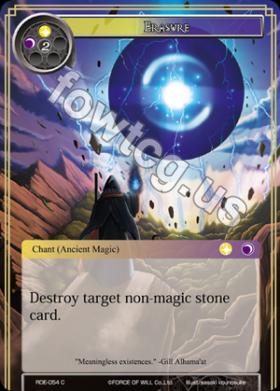 Erasure
2
fowtcg.us
Chant (Ancient Magic)
Destroy target non-magic stone
card.
"Meaningless existences." -Gill Alhama'at
RDE-054 C ©FORCE OF WILL Co.,Ltd.